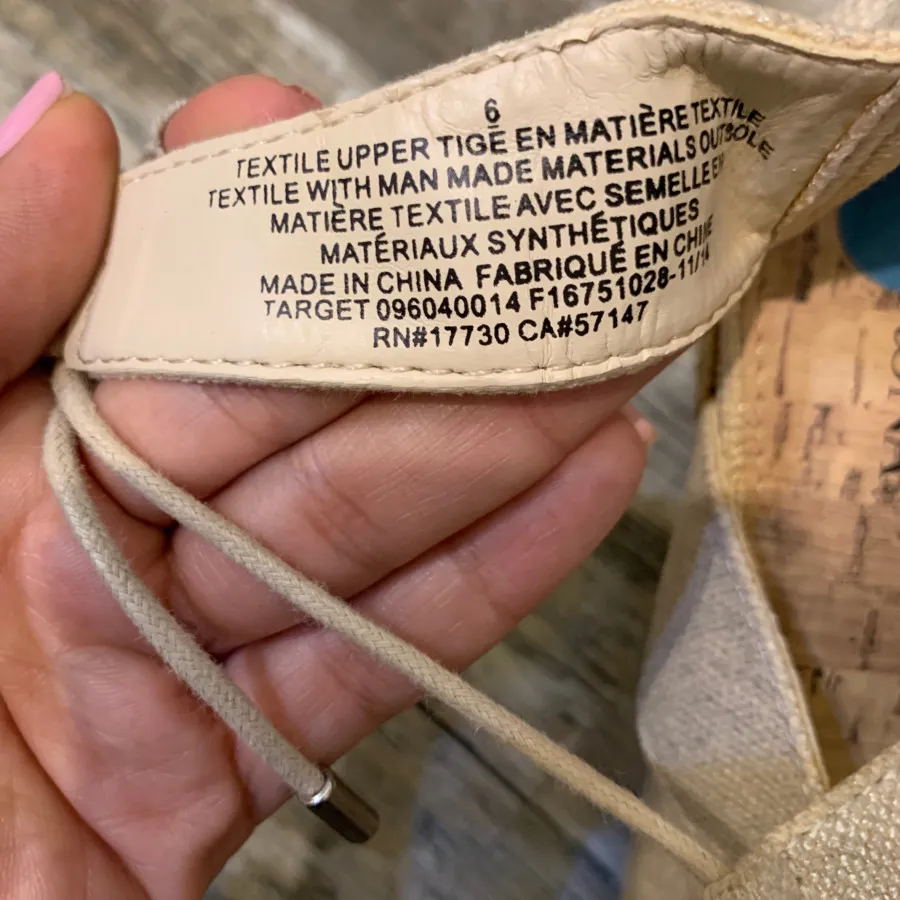 6
TEXTILE UPPER TIGE EN MATIÈRE TEXTILE
TEXTILE WITH MAN MADE MATERIALS OUTSOLE
MATIÈRE TEXTILE AVEC SEMELLE EN
MATÉRIAUX SYNTHÉTIQUES
MADE IN CHINA FABRIQUÉ EN CHINE
TARGET 096040014 F16751028-11/14
RN#17730 CA#57147